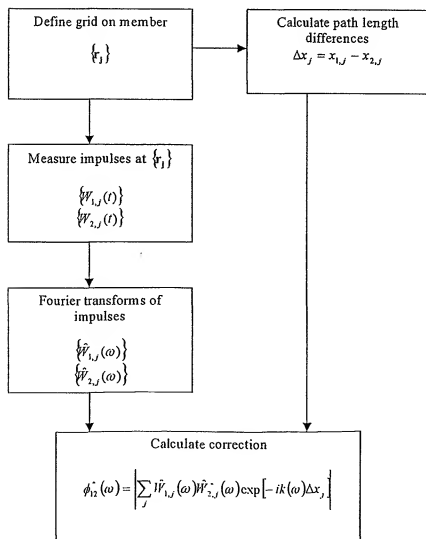 Define grid on member
{r_j}
Calculate path length
differences
Δx_j = x_{1,j} − x_{2,j}
Measure impulses at {r_j}
{W_{1,j}(t)}
{W_{2,j}(t)}
Fourier transforms of
impulses
{Ŵ_{1,j}(ω)}
{Ŵ_{2,j}(ω)}
Calculate correction
ϕ*_{12}(ω) = |∑_j Ŵ_{1,j}(ω)Ŵ*_{2,j}(ω)exp[−ik(ω)Δx_j]|